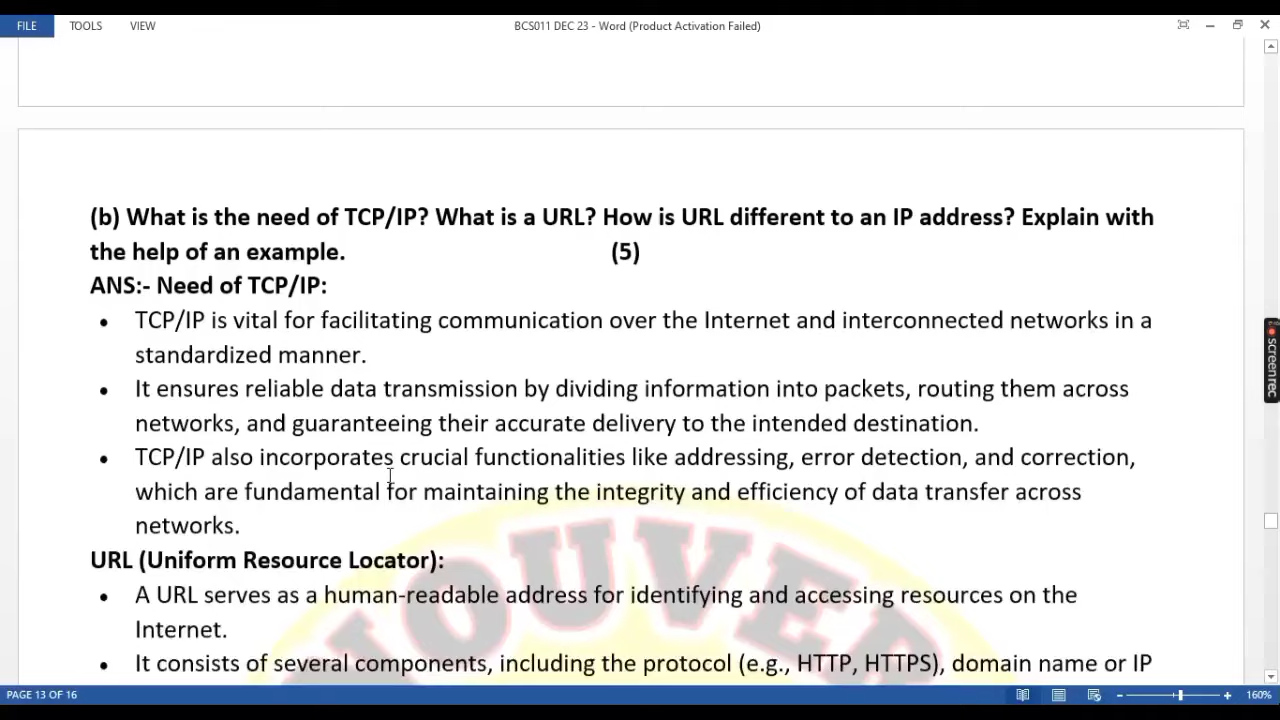 FILE TOOLS VIEW BCS011 DEC 23 - Word (Product Activation Failed)
(b) What is the need of TCP/IP? What is a URL? How is URL different to an IP address? Explain with
the help of an example. (5)
ANS:- Need of TCP/IP:
• TCP/IP is vital for facilitating communication over the Internet and interconnected networks in a
standardized manner.
• It ensures reliable data transmission by dividing information into packets, routing them across
networks, and guaranteeing their accurate delivery to the intended destination.
• TCP/IP also incorporates crucial functionalities like addressing, error detection, and correction,
which are fundamental for maintaining the integrity and efficiency of data transfer across
networks.
URL (Uniform Resource Locator):
• A URL serves as a human-readable address for identifying and accessing resources on the
Internet.
• It consists of several components, including the protocol (e.g., HTTP, HTTPS), domain name or IP
NOUVER
screenrec
PAGE 13 OF 16 160%